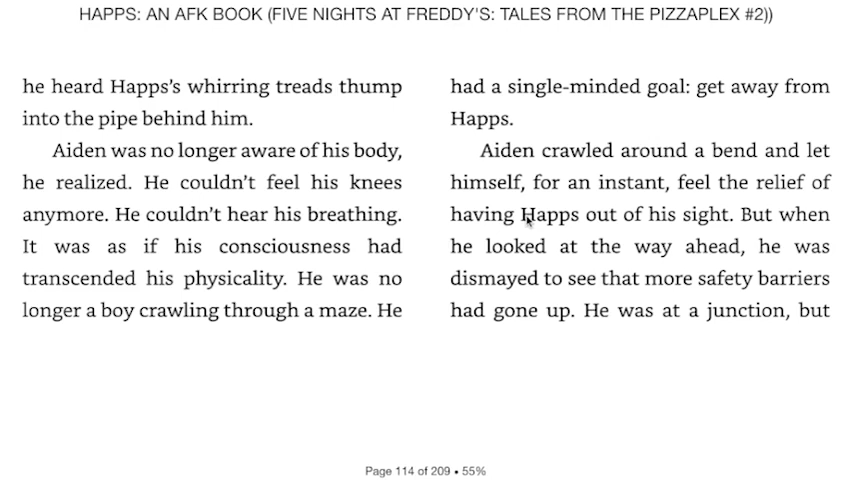 HAPPS: AN AFK BOOK (FIVE NIGHTS AT FREDDY'S: TALES FROM THE PIZZAPLEX #2))
he heard Happs’s whirring treads thump
into the pipe behind him.
Aiden was no longer aware of his body,
he realized. He couldn’t feel his knees
anymore. He couldn’t hear his breathing.
It was as if his consciousness had
transcended his physicality. He was no
longer a boy crawling through a maze. He
had a single-minded goal: get away from
Happs.
Aiden crawled around a bend and let
himself, for an instant, feel the relief of
having Happs out of his sight. But when
he looked at the way ahead, he was
dismayed to see that more safety barriers
had gone up. He was at a junction, but
Page 114 of 209 • 55%